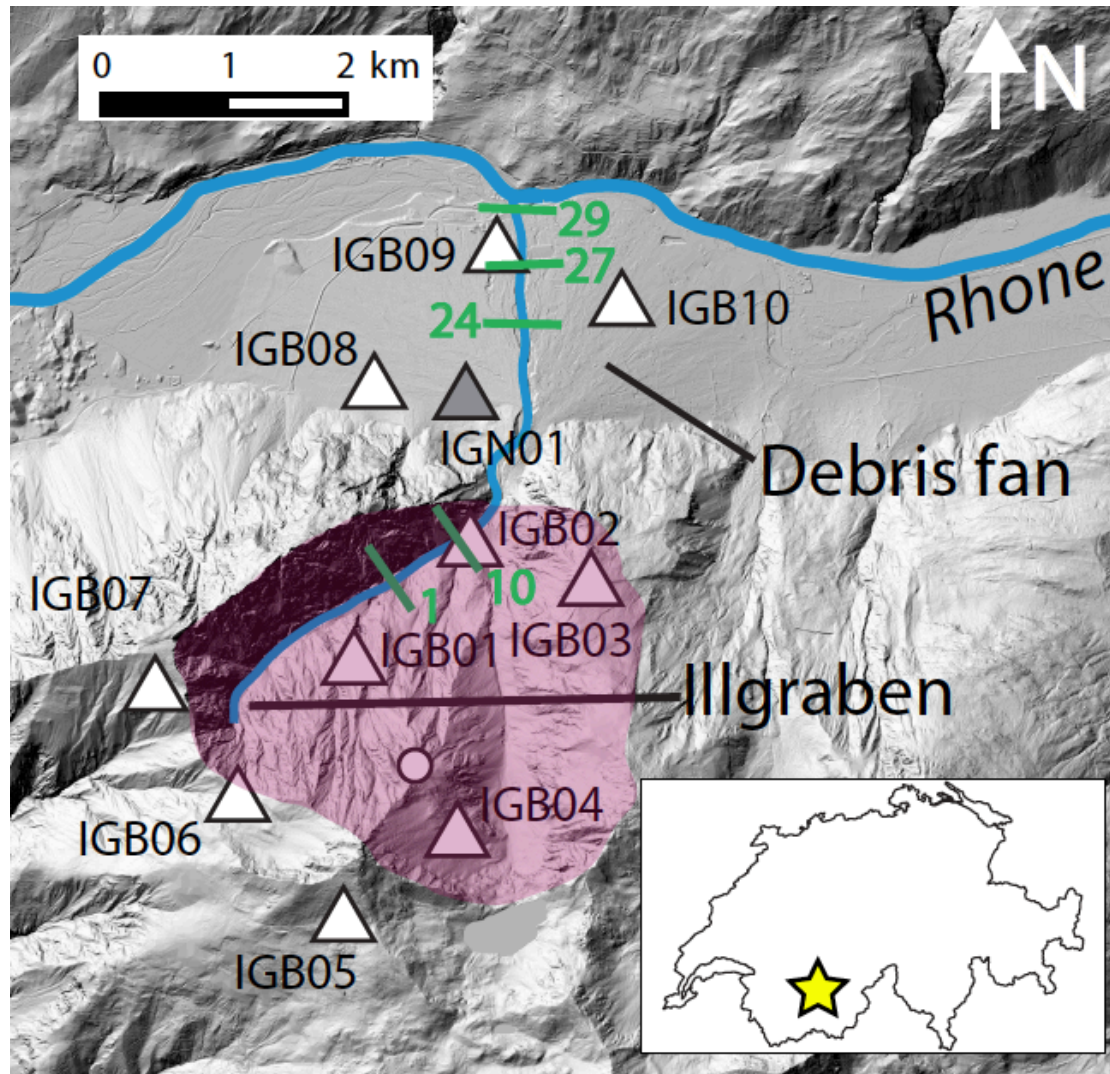 0 1 2 km
N
29
IGB09
27
IGB10
Rhone
24
IGB08
IGN01
Debris fan
IGB02
IGB07
10
1
IGB03
IGB01
Illgraben
IGB04
IGB06
IGB05